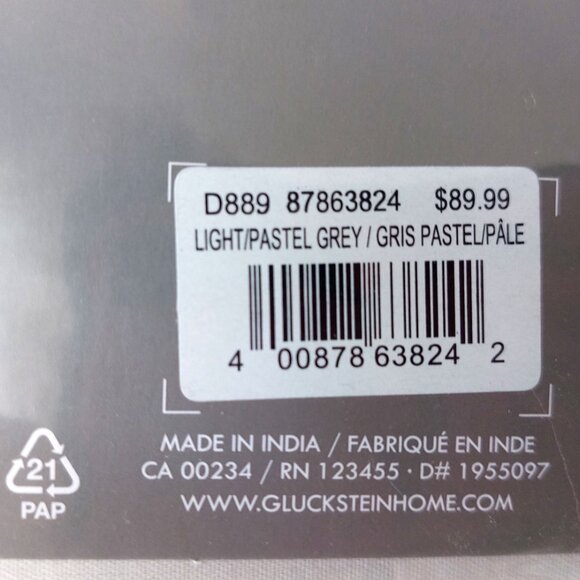 D889 87863824 $89.99
LIGHT/PASTEL GREY / GRIS PASTEL/PÂLE
4 00878 63824 2
MADE IN INDIA / FABRIQUÉ EN INDE
CA 00234 / RN 123455 · D# 1955097
WWW.GLUCKSTEINHOME.COM
21
PAP